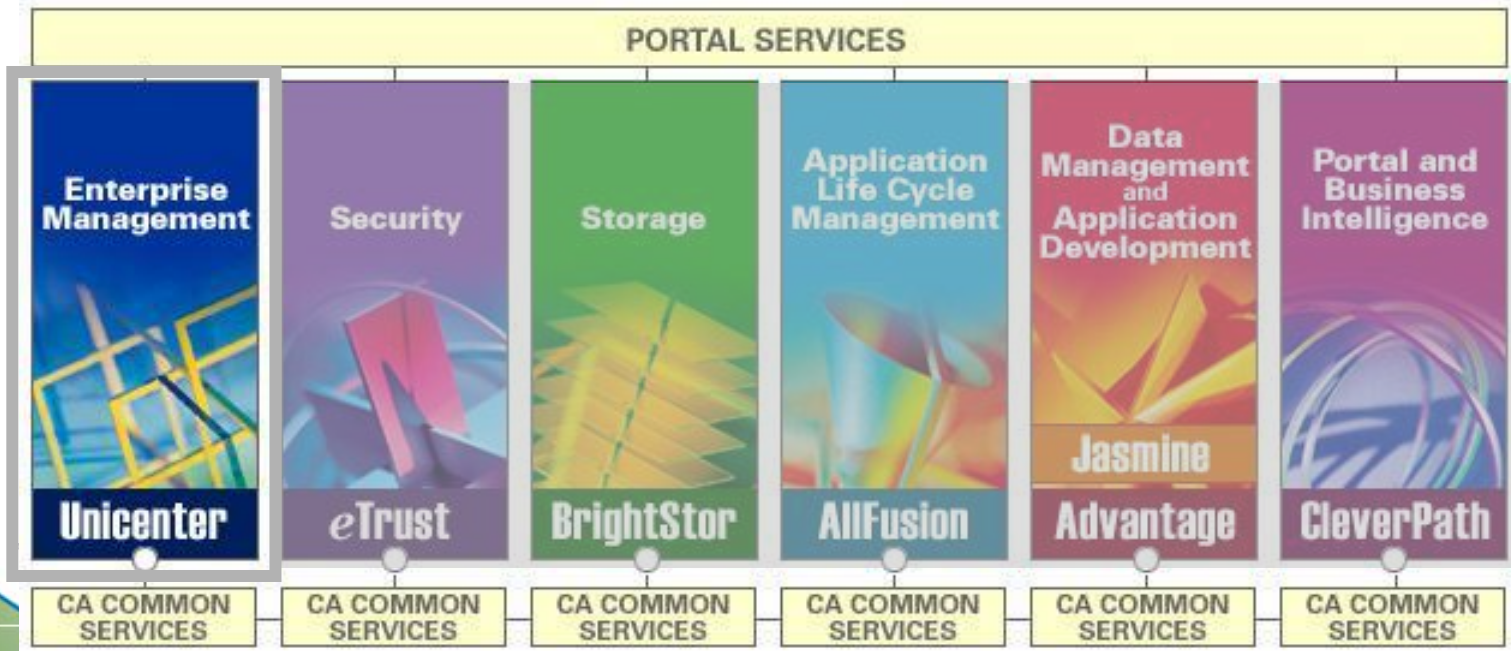 PORTAL SERVICES
Enterprise
Management
Unicenter
Security
eTrust
Storage
BrightStor
Application
Life Cycle
Management
AllFusion
Data
Management
and
Application
Development
Jasmine
Advantage
Portal and
Business
Intelligence
CleverPath
CA COMMON
SERVICES
CA COMMON
SERVICES
CA COMMON
SERVICES
CA COMMON
SERVICES
CA COMMON
SERVICES
CA COMMON
SERVICES